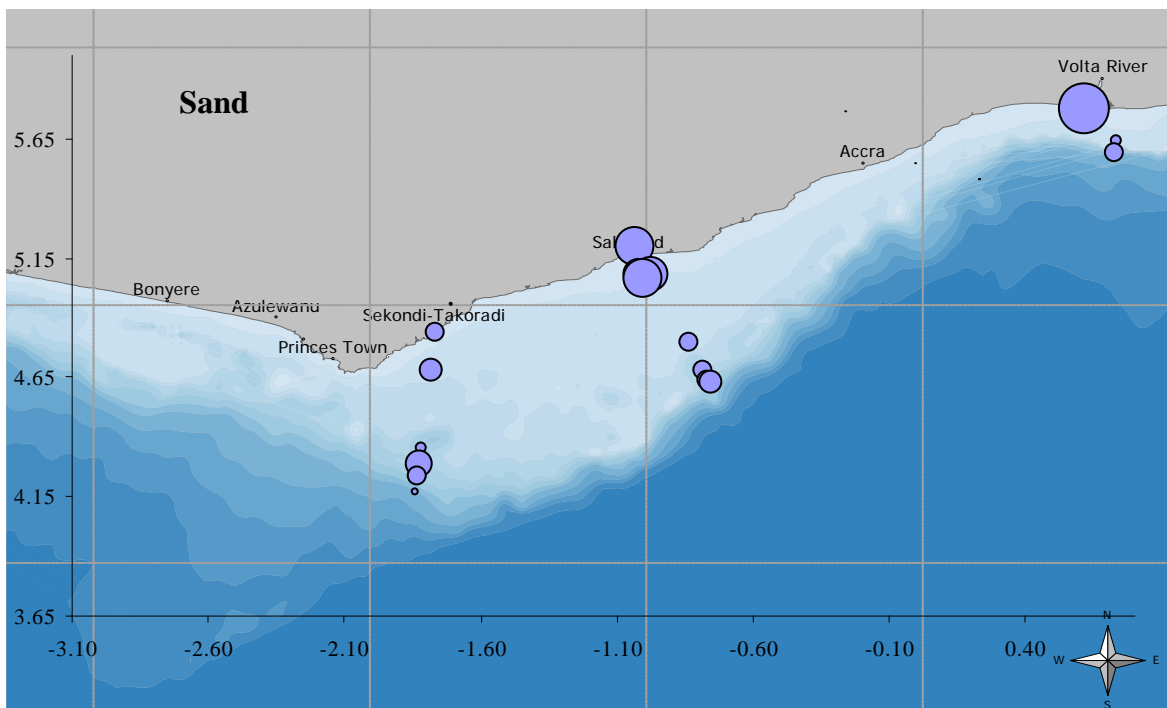 Volta River
Sand
5.65
Accra
5.15
Bonyere
Azulewanu
Sekondi-Takoradi
Princes Town
4.65
4.15
3.65
-3.10 -2.60 -2.10 -1.60 -1.10 -0.60 -0.10 0.40
N
W E
S